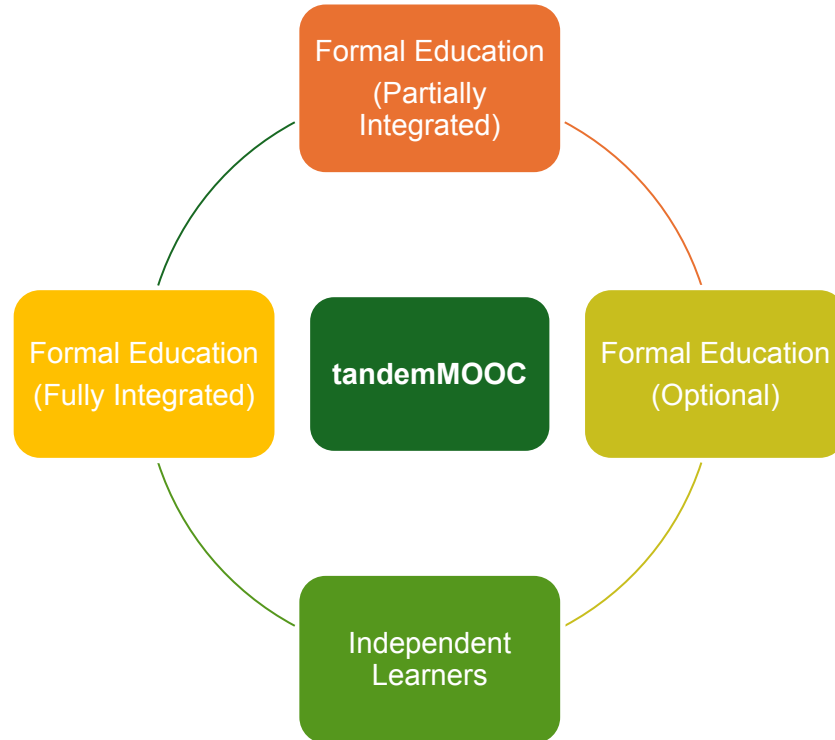 Formal Education
(Partially
Integrated)
Formal Education
(Fully Integrated)
tandemMOOC
Formal Education
(Optional)
Independent
Learners